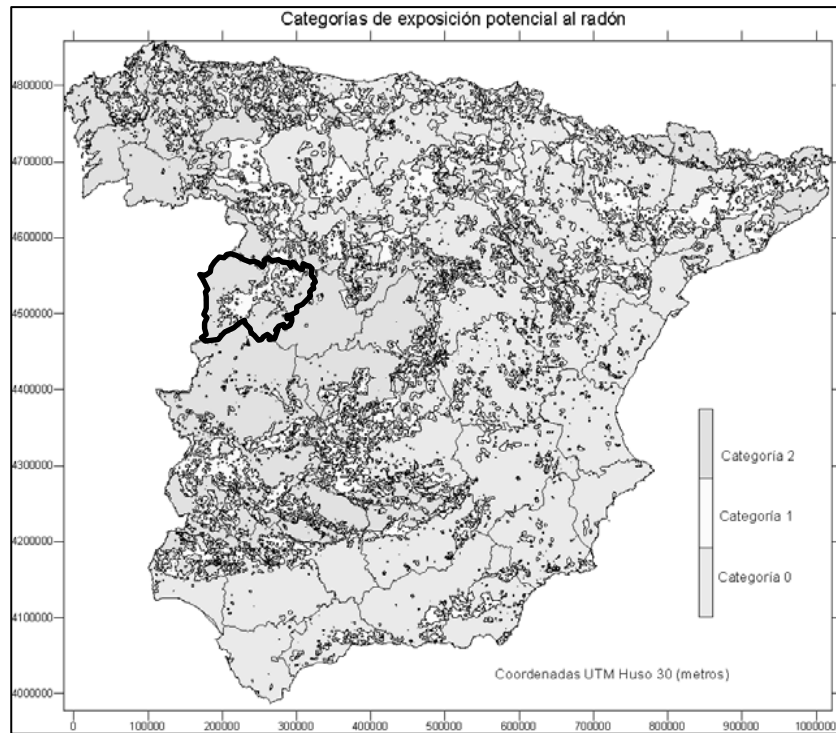 Categorías de exposición potencial al radón
4800000
4700000
4600000
4500000
4400000
4300000
4200000
4100000
4000000
Categoría 2
Categoría 1
Categoría 0
Coordenadas UTM Huso 30 (metros)
0 100000 200000 300000 400000 500000 600000 700000 800000 900000 1000000